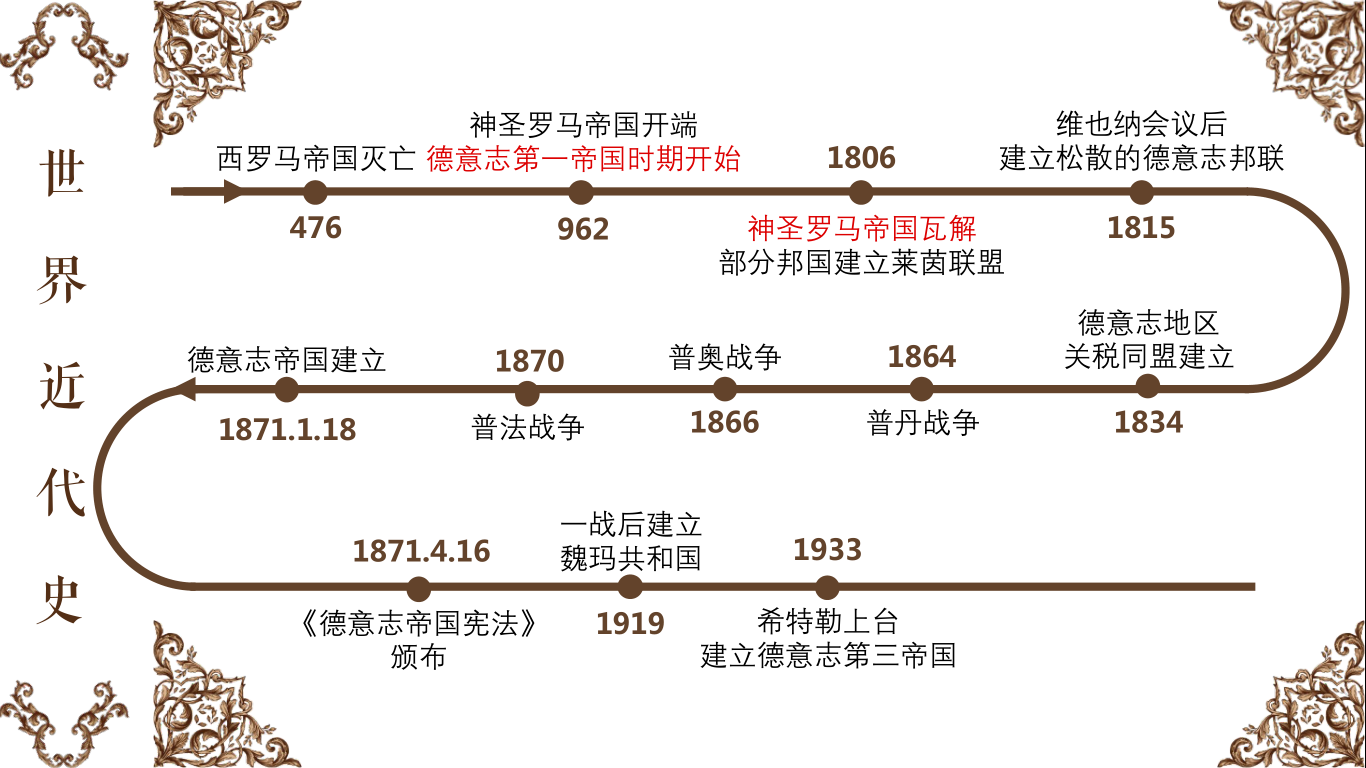 世界近代史
西罗马帝国灭亡
476
神圣罗马帝国开端
德意志第一帝国时期开始
962
1806
神圣罗马帝国瓦解
部分邦国建立莱茵联盟
维也纳会议后
建立松散的德意志邦联
1815
德意志地区
关税同盟建立
1834
1864
普丹战争
普奥战争
1866
1870
普法战争
德意志帝国建立
1871.1.18
1871.4.16
《德意志帝国宪法》
颁布
一战后建立
魏玛共和国
1919
1933
希特勒上台
建立德意志第三帝国